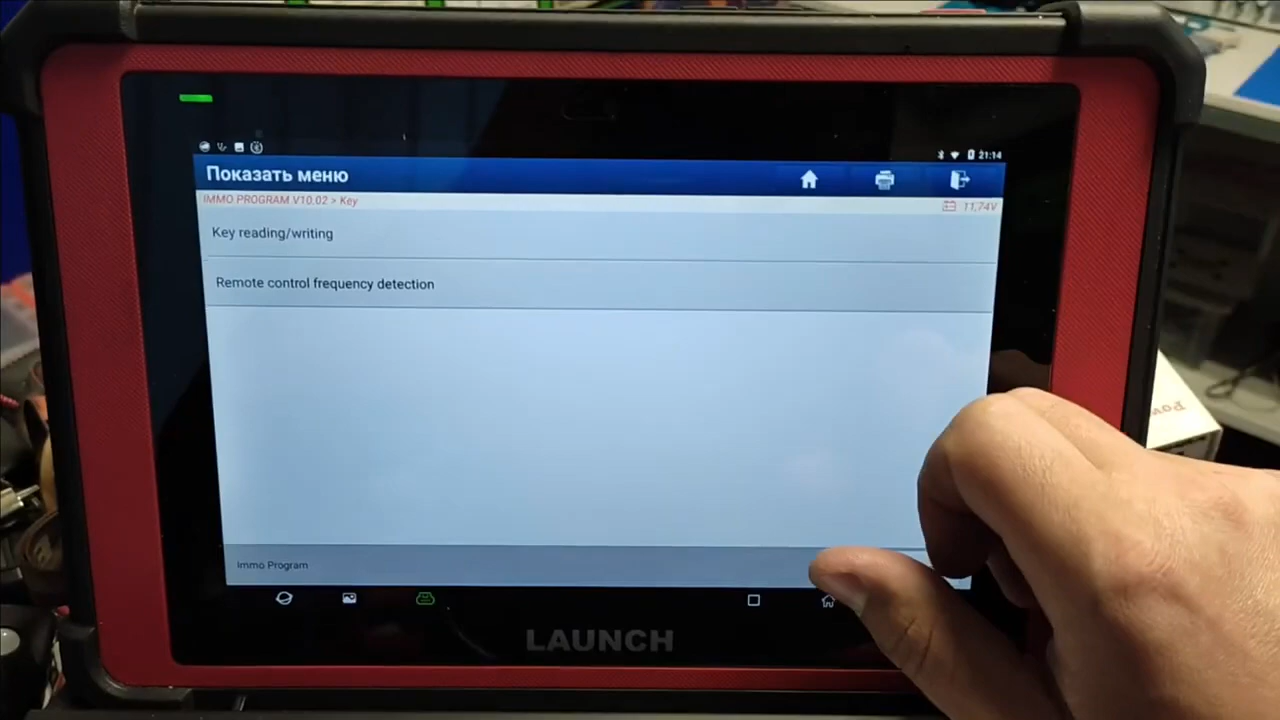 21:14
Показать меню
IMMO PROGRAM V10.02 > Key
11,74V
Key reading/writing
Remote control frequency detection
Immo Program
LAUNCH